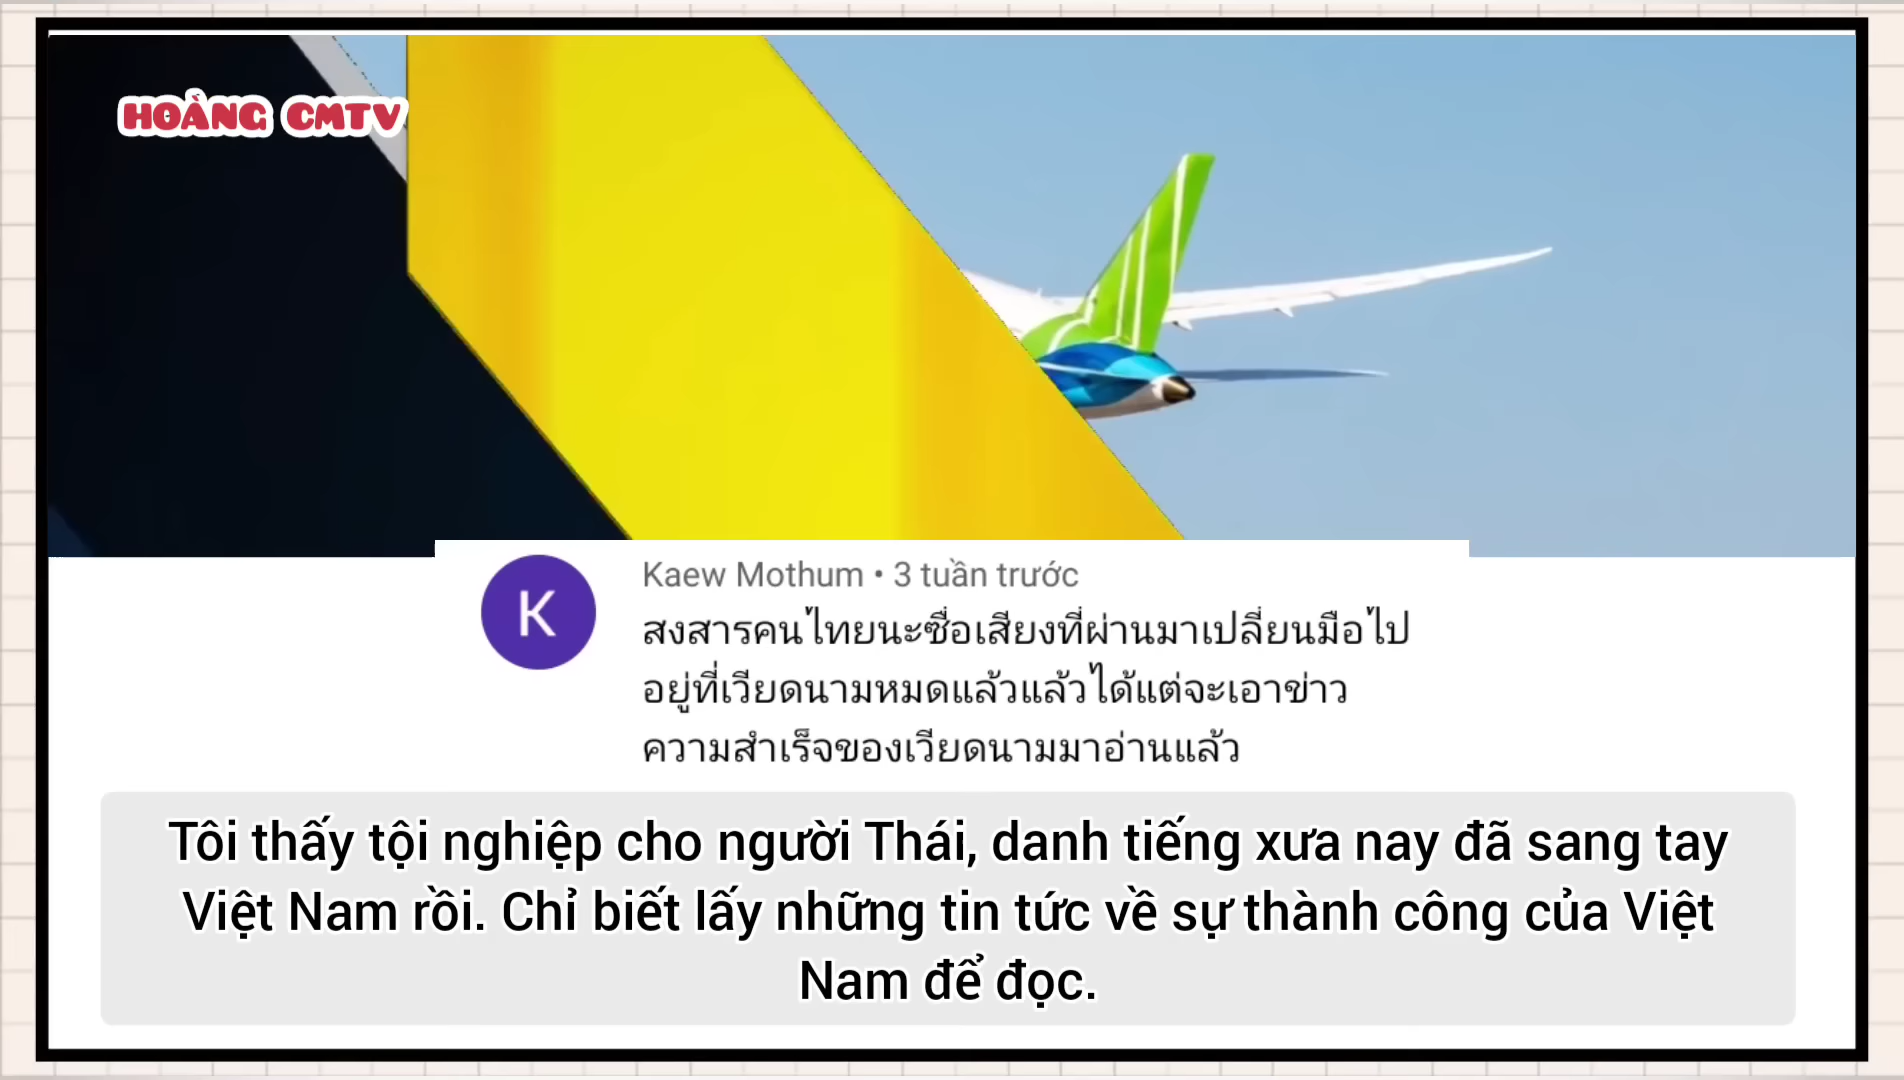 HOÀNG CMTV
K
Kaew Mothum • 3 tuần trước
สงสารคนไทยนะชื่อเสียงที่ผ่านมาเปลี่ยนมือไป
อยู่ที่เวียดนามหมดแล้วแล้วได้แต่จะเอาข่าว
ความสำเร็จของเวียดนามมาอ่านแล้ว
Tôi thấy tội nghiệp cho người Thái, danh tiếng xưa nay đã sang tay
Việt Nam rồi. Chỉ biết lấy những tin tức về sự thành công của Việt
Nam để đọc.